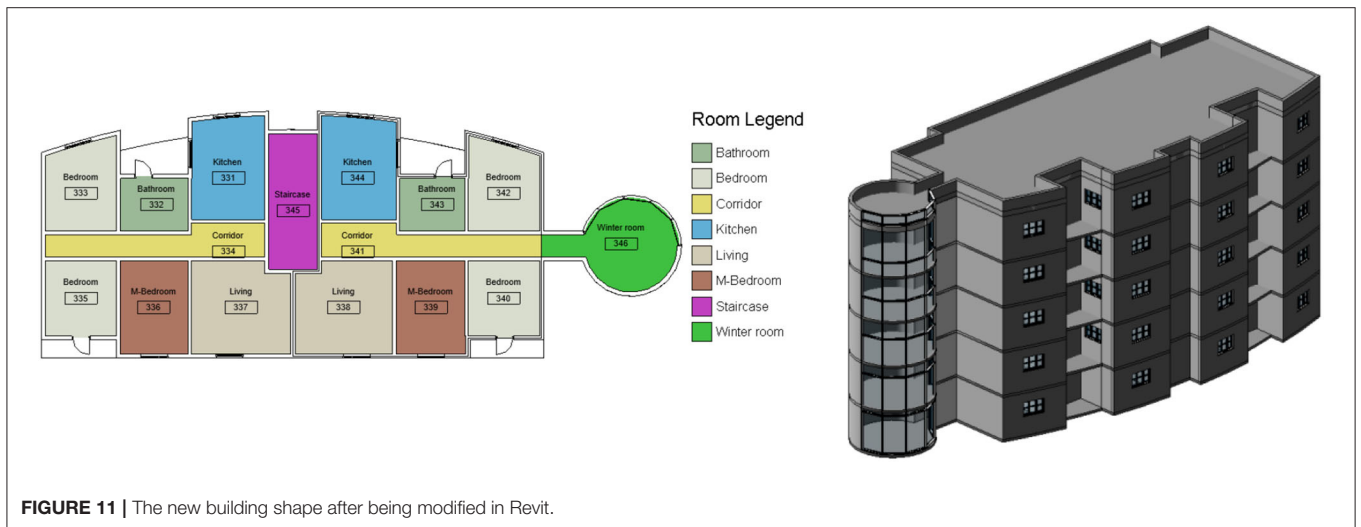 Kitchen
331
Kitchen
344
Bedroom
333
Bathroom
332
Staircase
345
Bathroom
343
Bedroom
342
Corridor
334
Corridor
341
Winter room
346
Bedroom
335
M-Bedroom
336
Living
337
Living
338
M-Bedroom
339
Bedroom
340
Room Legend
Bathroom
Bedroom
Corridor
Kitchen
Living
M-Bedroom
Staircase
Winter room
FIGURE 11 | The new building shape after being modified in Revit.